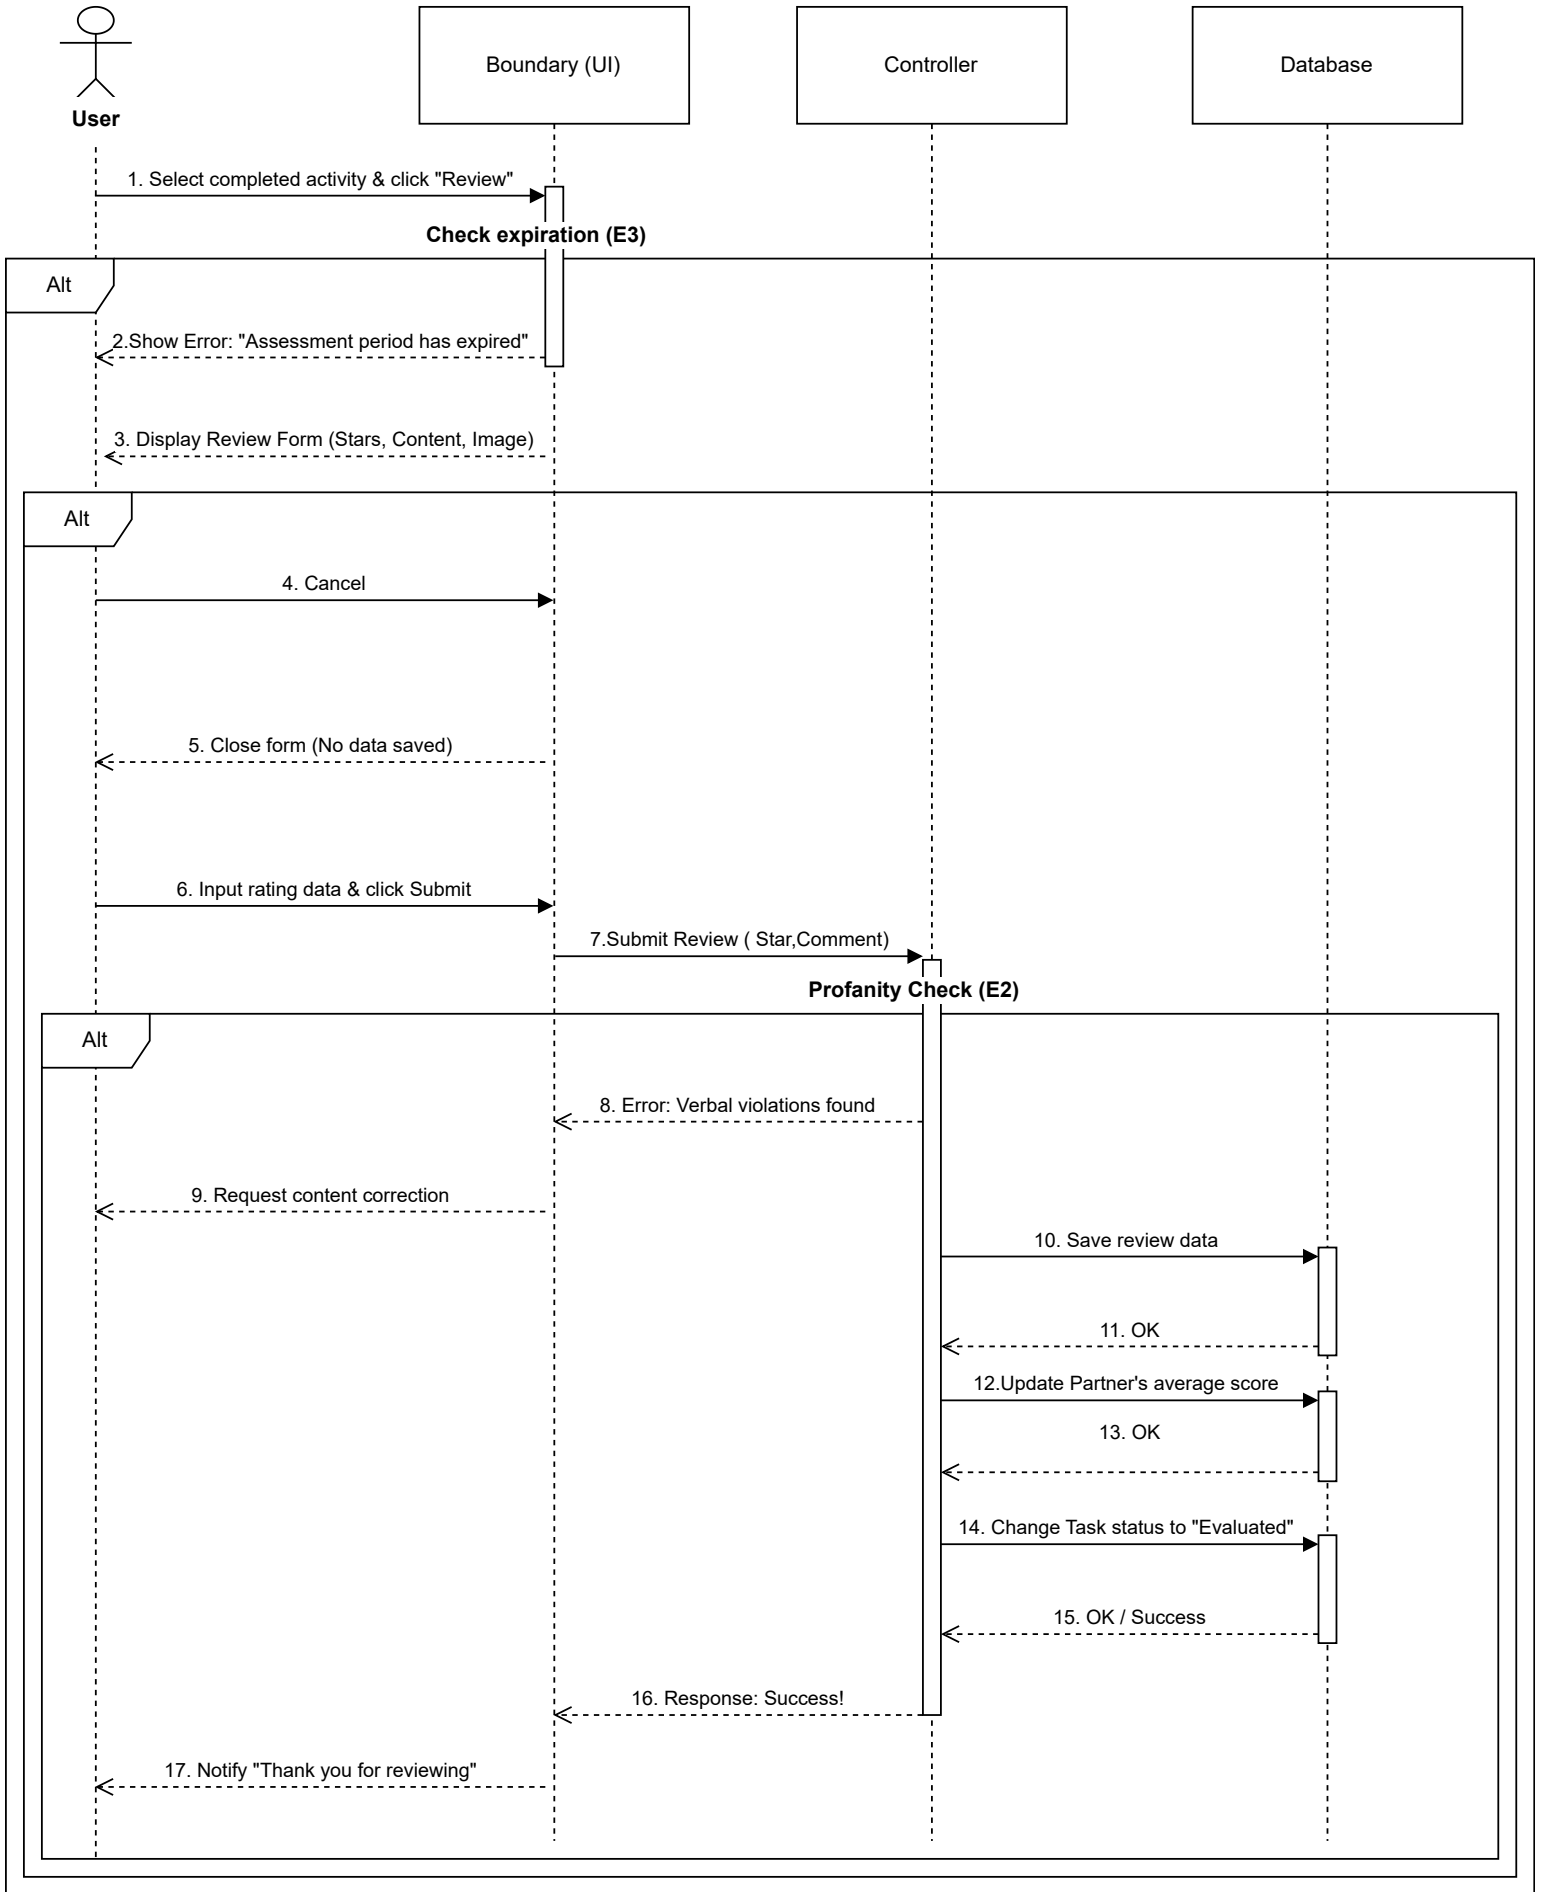 User
Boundary (UI)
Controller
Database
1. Select completed activity & click "Review"
Check expiration (E3)
Alt
2.Show Error: "Assessment period has expired"
3. Display Review Form (Stars, Content, Image)
Alt
4. Cancel
5. Close form (No data saved)
6. Input rating data & click Submit
7.Submit Review ( Star,Comment)
Profanity Check (E2)
Alt
8. Error: Verbal violations found
9. Request content correction
10. Save review data
11. OK
12.Update Partner's average score
13. OK
14. Change Task status to "Evaluated"
15. OK / Success
16. Response: Success!
17. Notify "Thank you for reviewing"